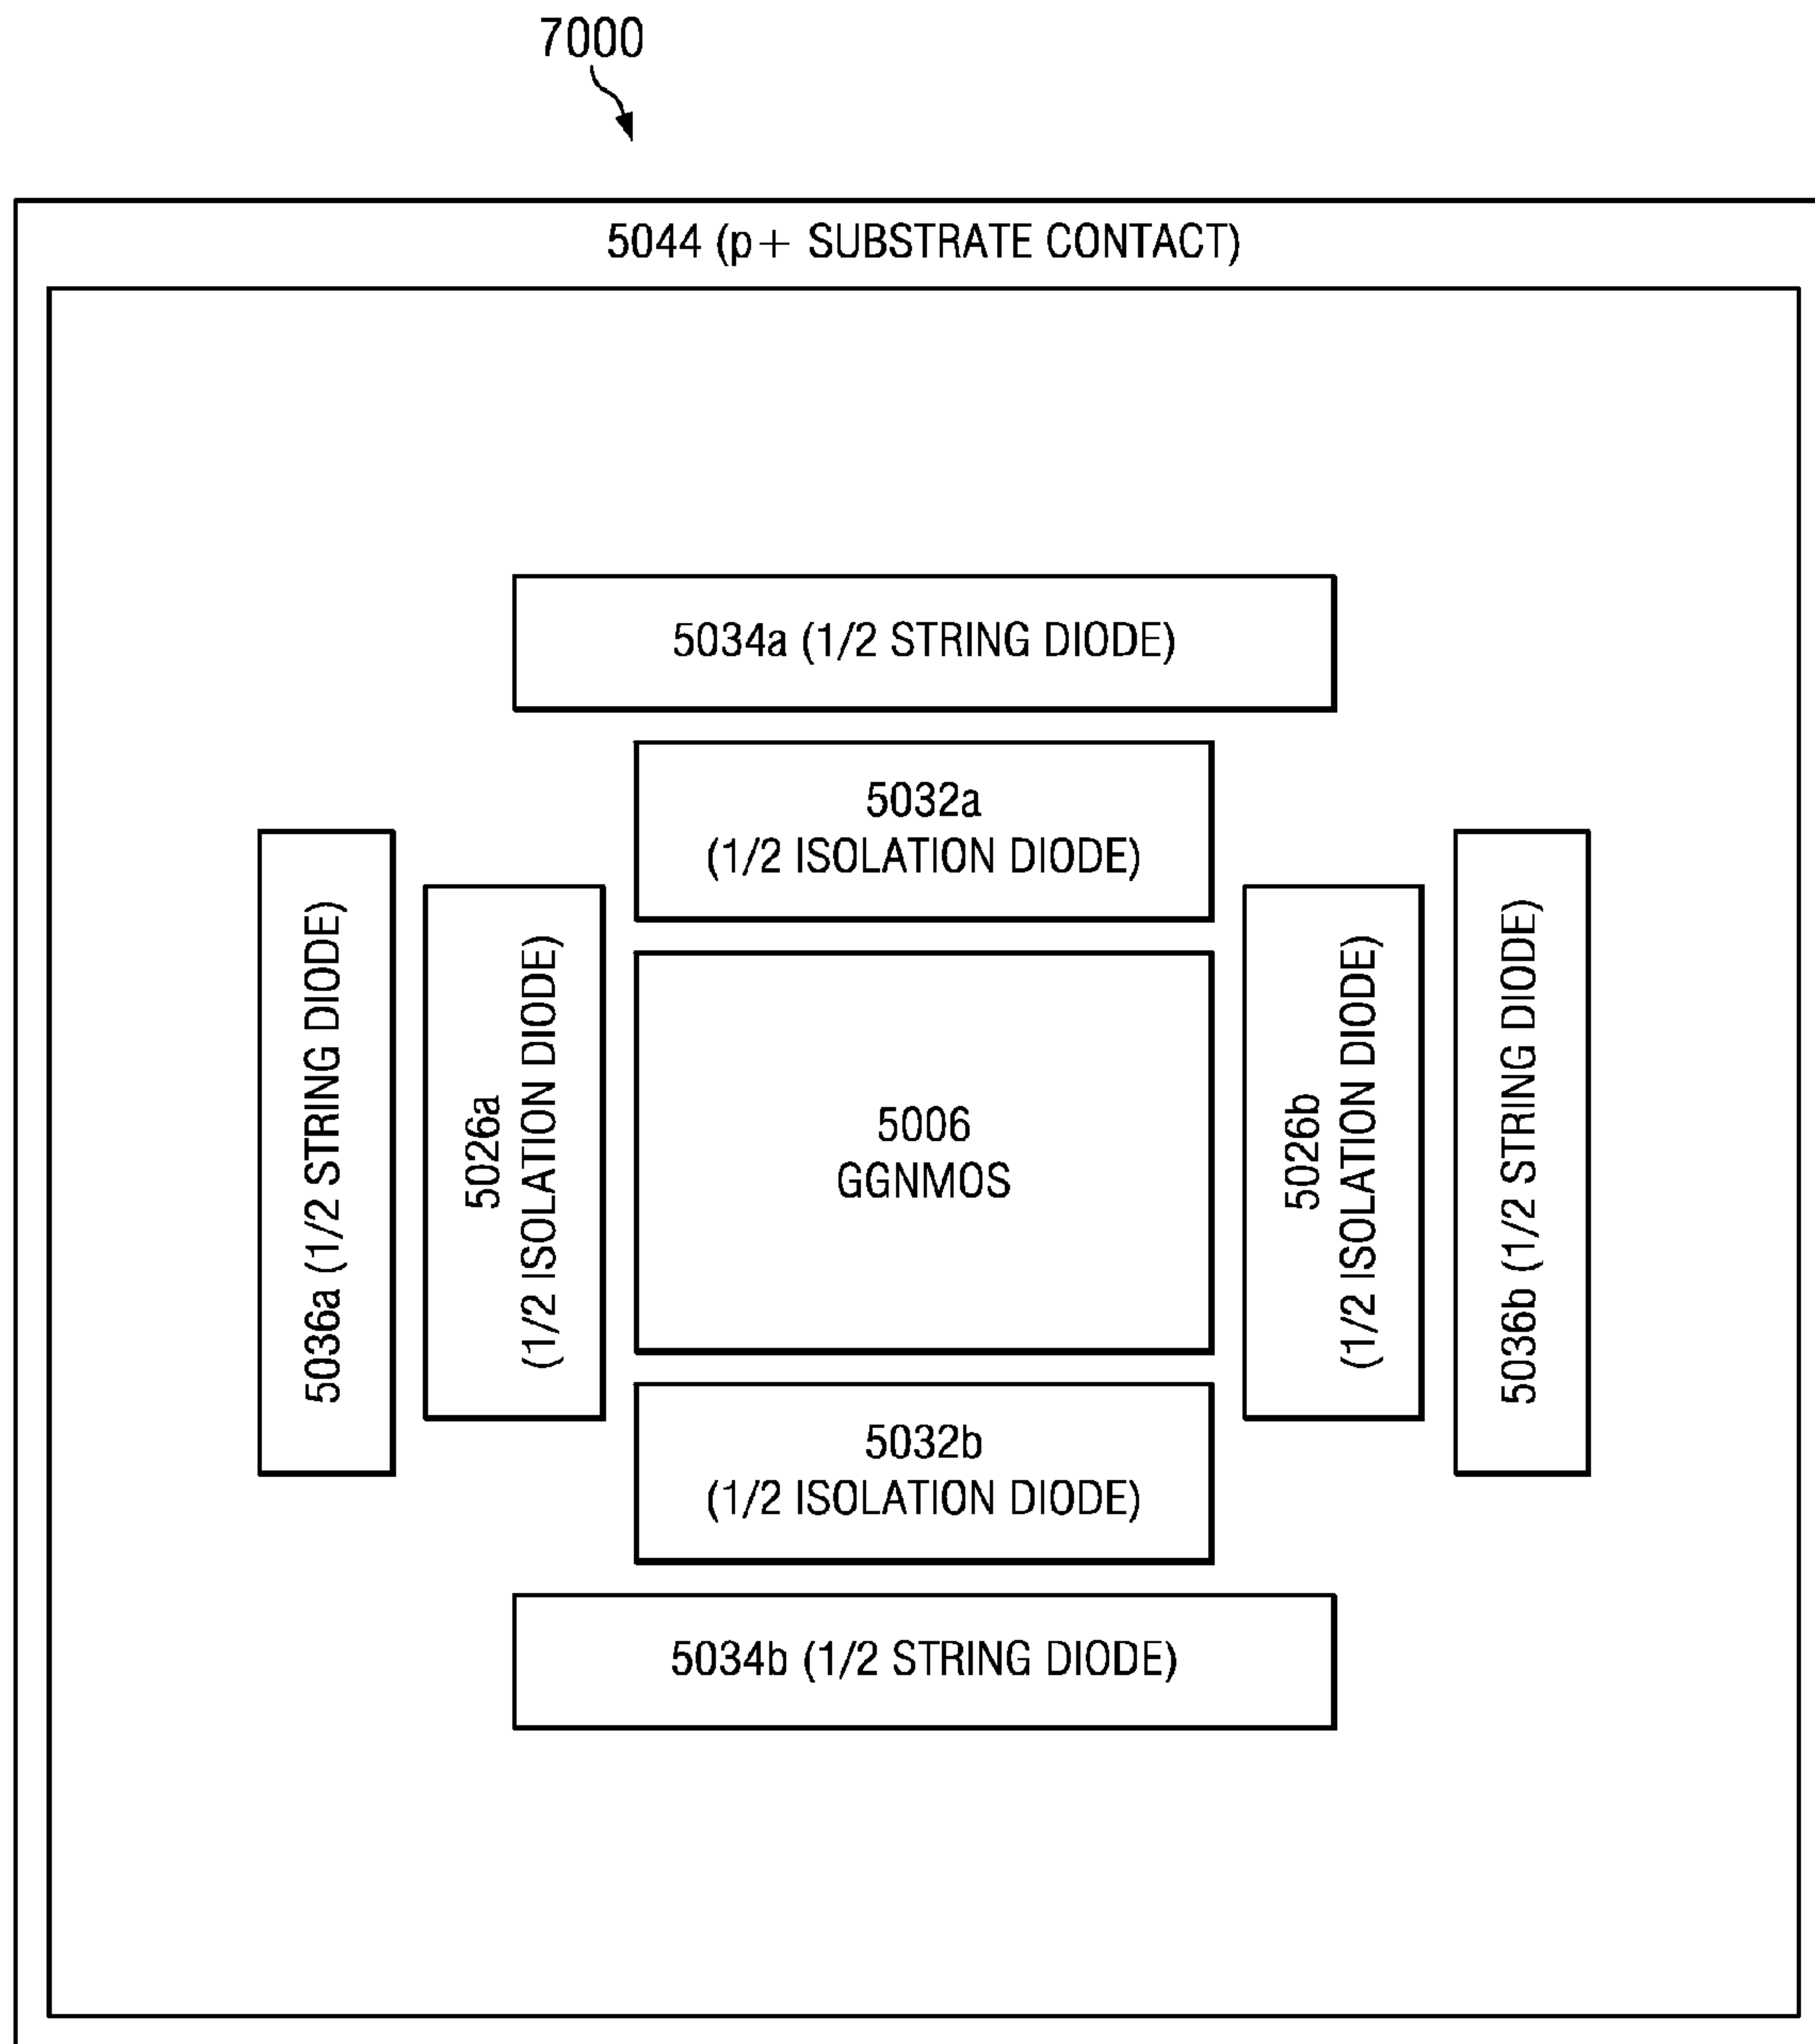 7000
5044 (p+ SUBSTRATE CONTACT)
5034a (1/2 STRING DIODE)
5032a
(1/2 ISOLATION DIODE)
5036a (1/2 STRING DIODE)
5026a
(1/2 ISOLATION DIODE)
5006
GGNMOS
5026b
(1/2 ISOLATION DIODE)
5036b (1/2 STRING DIODE)
5032b
(1/2 ISOLATION DIODE)
5034b (1/2 STRING DIODE)